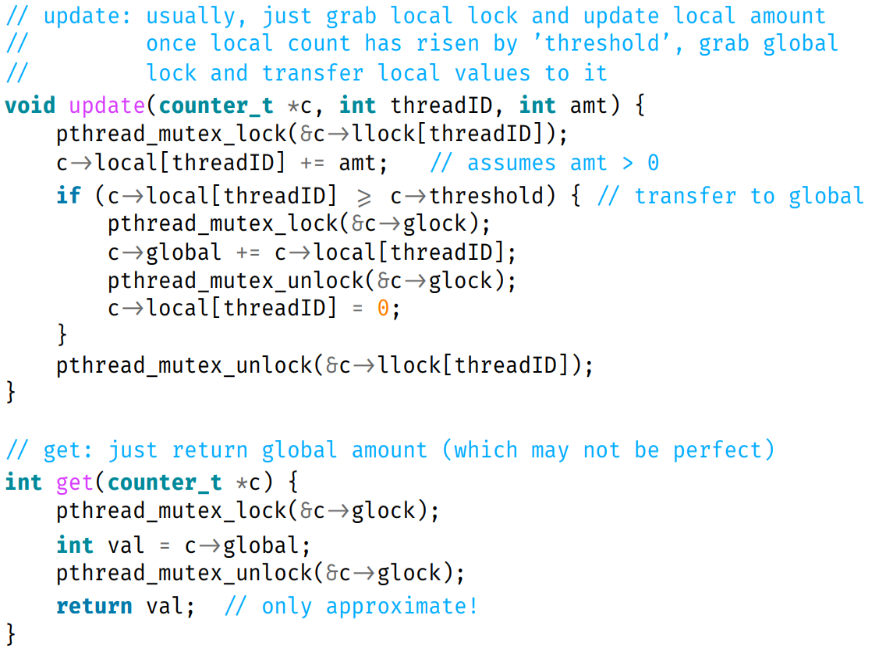 // update: usually, just grab local lock and update local amount
//         once local count has risen by ’threshold’, grab global
//         lock and transfer local values to it
void update(counter_t *c, int threadID, int amt) {
    pthread_mutex_lock(&c->llock[threadID]);
    c->local[threadID] += amt;   // assumes amt > 0
    if (c->local[threadID] >= c->threshold) { // transfer to global
        pthread_mutex_lock(&c->glock);
        c->global += c->local[threadID];
        pthread_mutex_unlock(&c->glock);
        c->local[threadID] = 0;
    }
    pthread_mutex_unlock(&c->llock[threadID]);
}

// get: just return global amount (which may not be perfect)
int get(counter_t *c) {
    pthread_mutex_lock(&c->glock);
    int val = c->global;
    pthread_mutex_unlock(&c->glock);
    return val;  // only approximate!
}